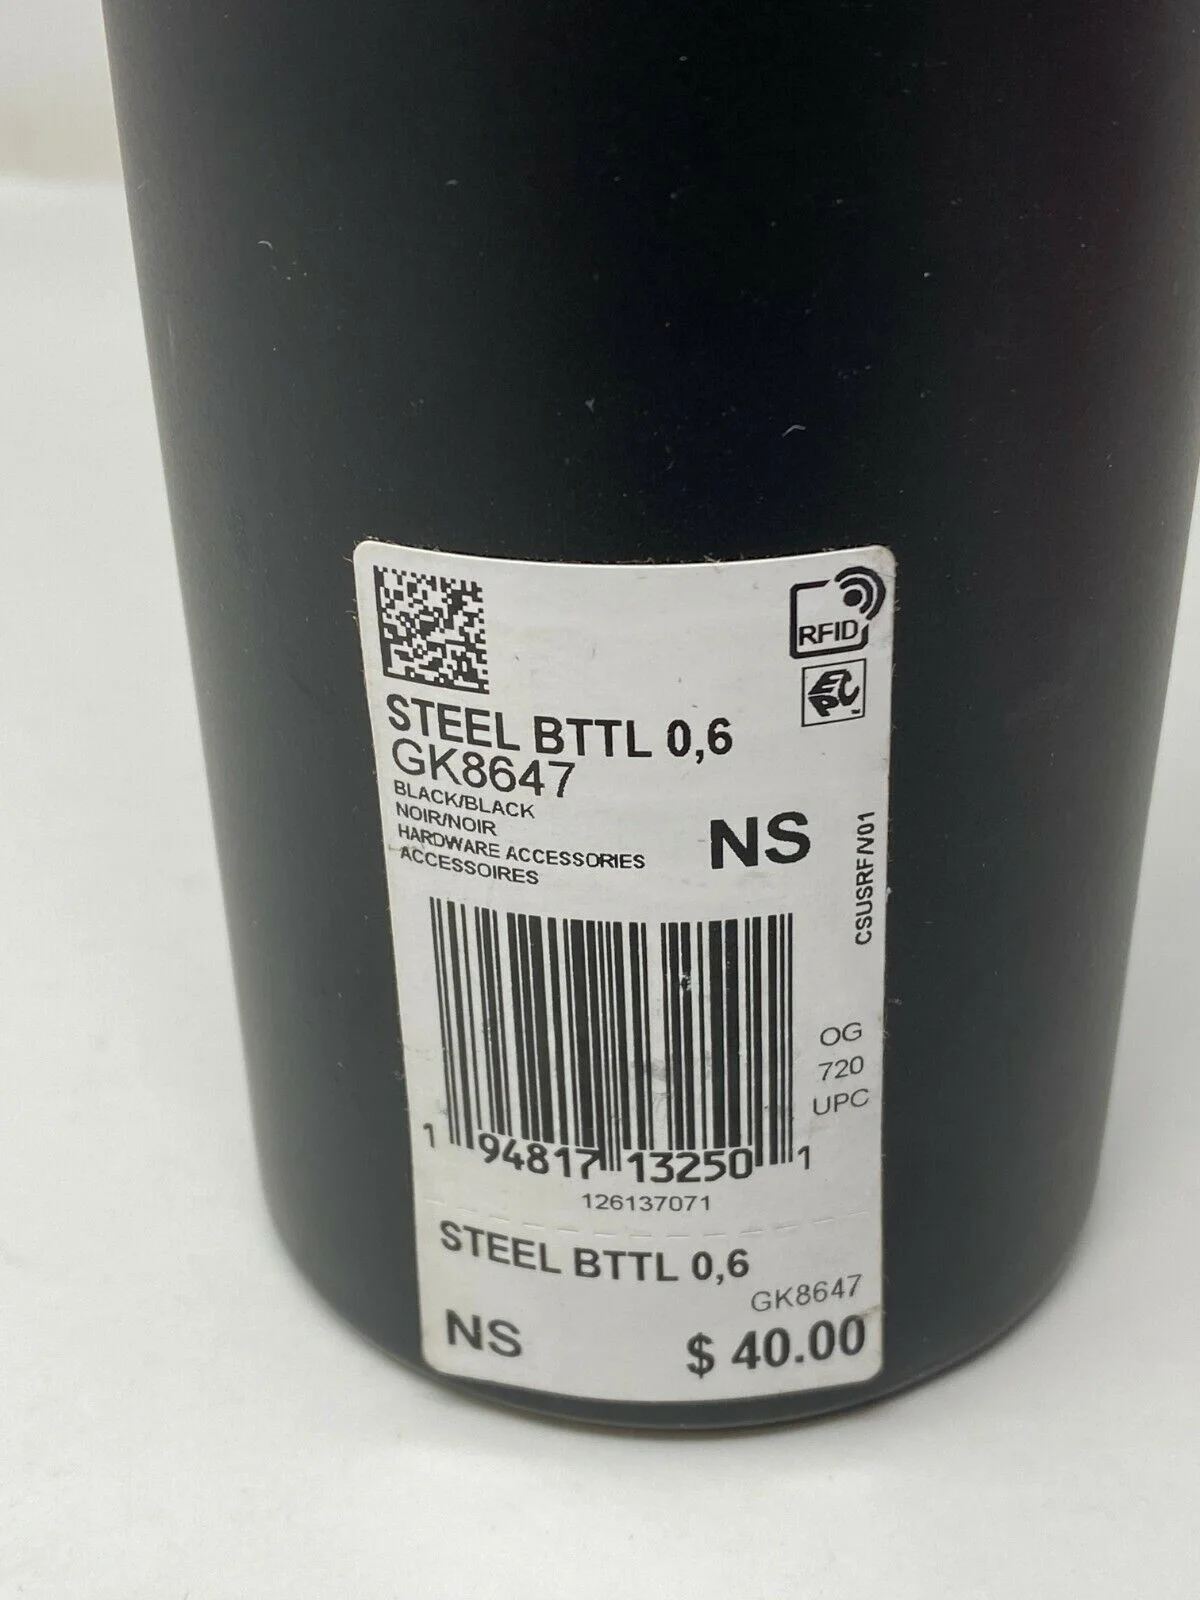 RFID
EPC
STEEL BTTL 0,6
GK8647
BLACK/BLACK
NOIR/NOIR
HARDWARE ACCESSORIES
ACCESSOIRES
NS
CSUSRF/V01
OG
720
UPC
1 94817 13250 1
126137071
STEEL BTTL 0,6
GK8647
NS $ 40.00